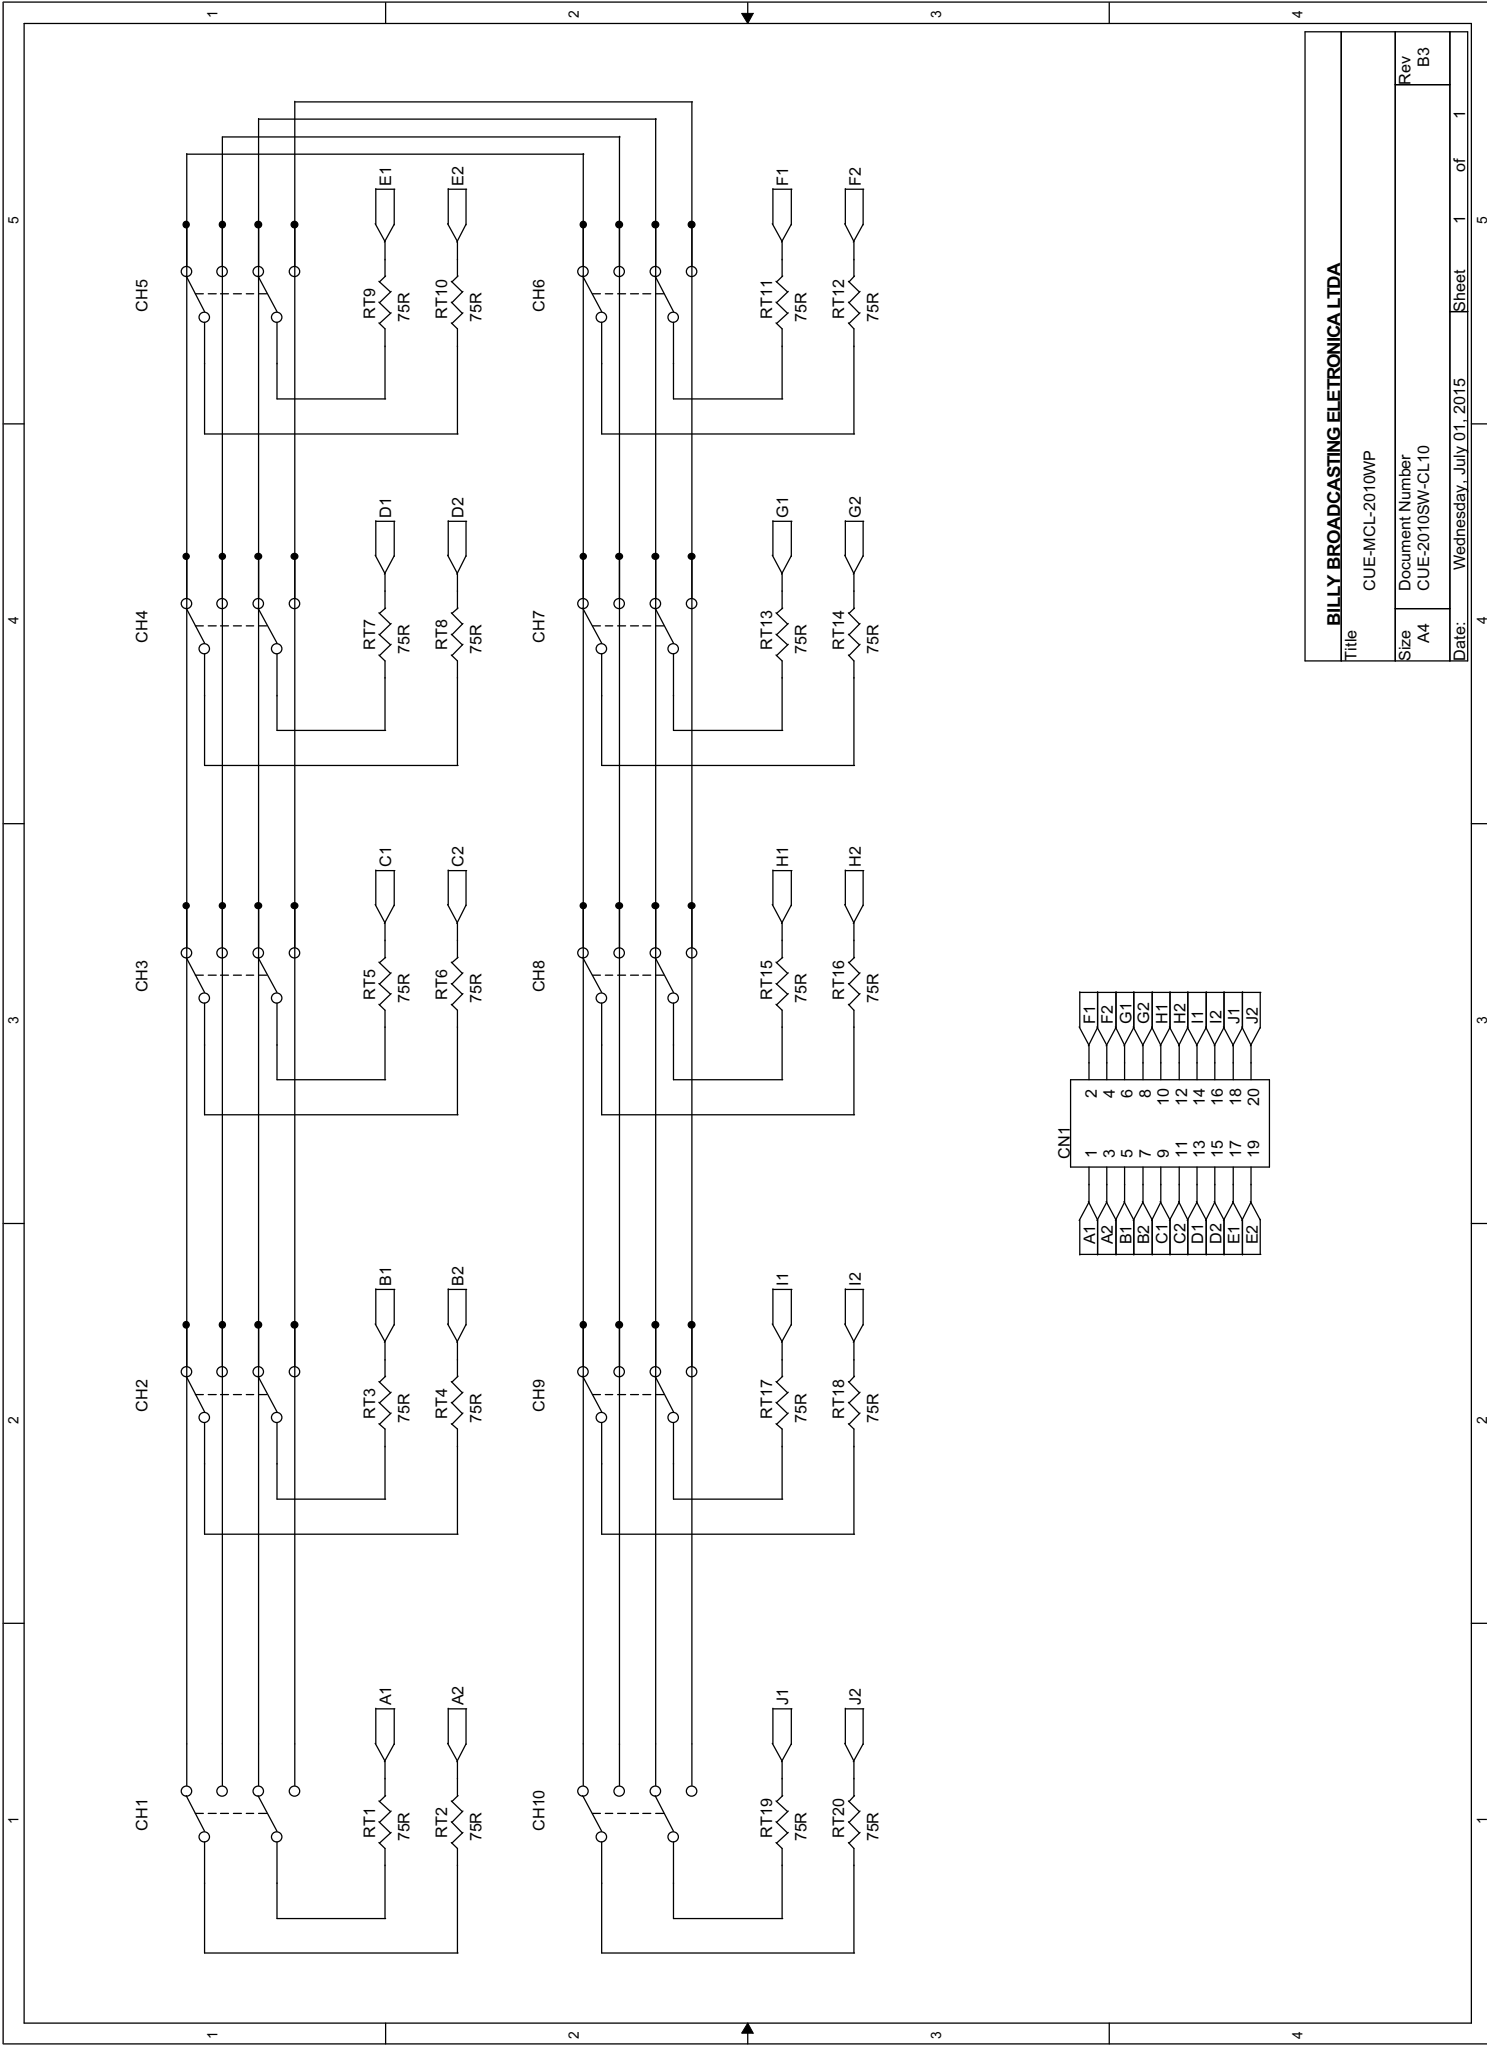 1 2 3 4 5
1
2
3
4
CH1 CH2 CH3 CH4 CH5
RT1
75R
A1
RT2
75R
A2
RT3
75R
B1
RT4
75R
B2
RT5
75R
C1
RT6
75R
C2
RT7
75R
D1
RT8
75R
D2
RT9
75R
E1
RT10
75R
E2
CH10 CH9 CH8 CH7 CH6
RT19
75R
J1
RT20
75R
J2
RT17
75R
I1
RT18
75R
I2
RT15
75R
H1
RT16
75R
H2
RT13
75R
G1
RT14
75R
G2
RT11
75R
F1
RT12
75R
F2
CN1
A1 1 2 F1
A2 3 4 F2
B1 5 6 G1
B2 7 8 G2
C1 9 10 H1
C2 11 12 H2
D1 13 14 I1
D2 15 16 I2
E1 17 18 J1
E2 19 20 J2
BILLY BROADCASTING ELETRONICA LTDA
Title
CUE-MCL-2010WP
Size Document Number Rev
A4 CUE-2010SW-CL10 B3
Date: Wednesday, July 01, 2015 Sheet 1 of 1
1
2
3
4
1 2 3 4 5